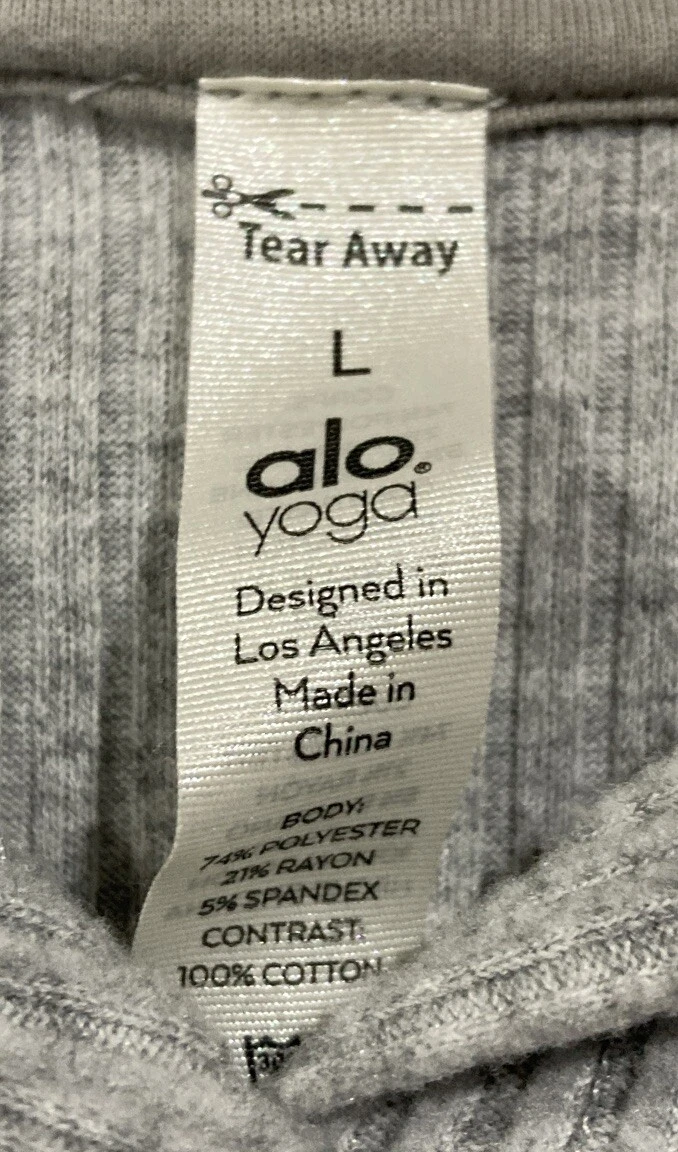 Tear Away
L
alo®
yoga
Designed in
Los Angeles
Made in
China
BODY:
74% POLYESTER
21% RAYON
5% SPANDEX
CONTRAST:
100% COTTON
30